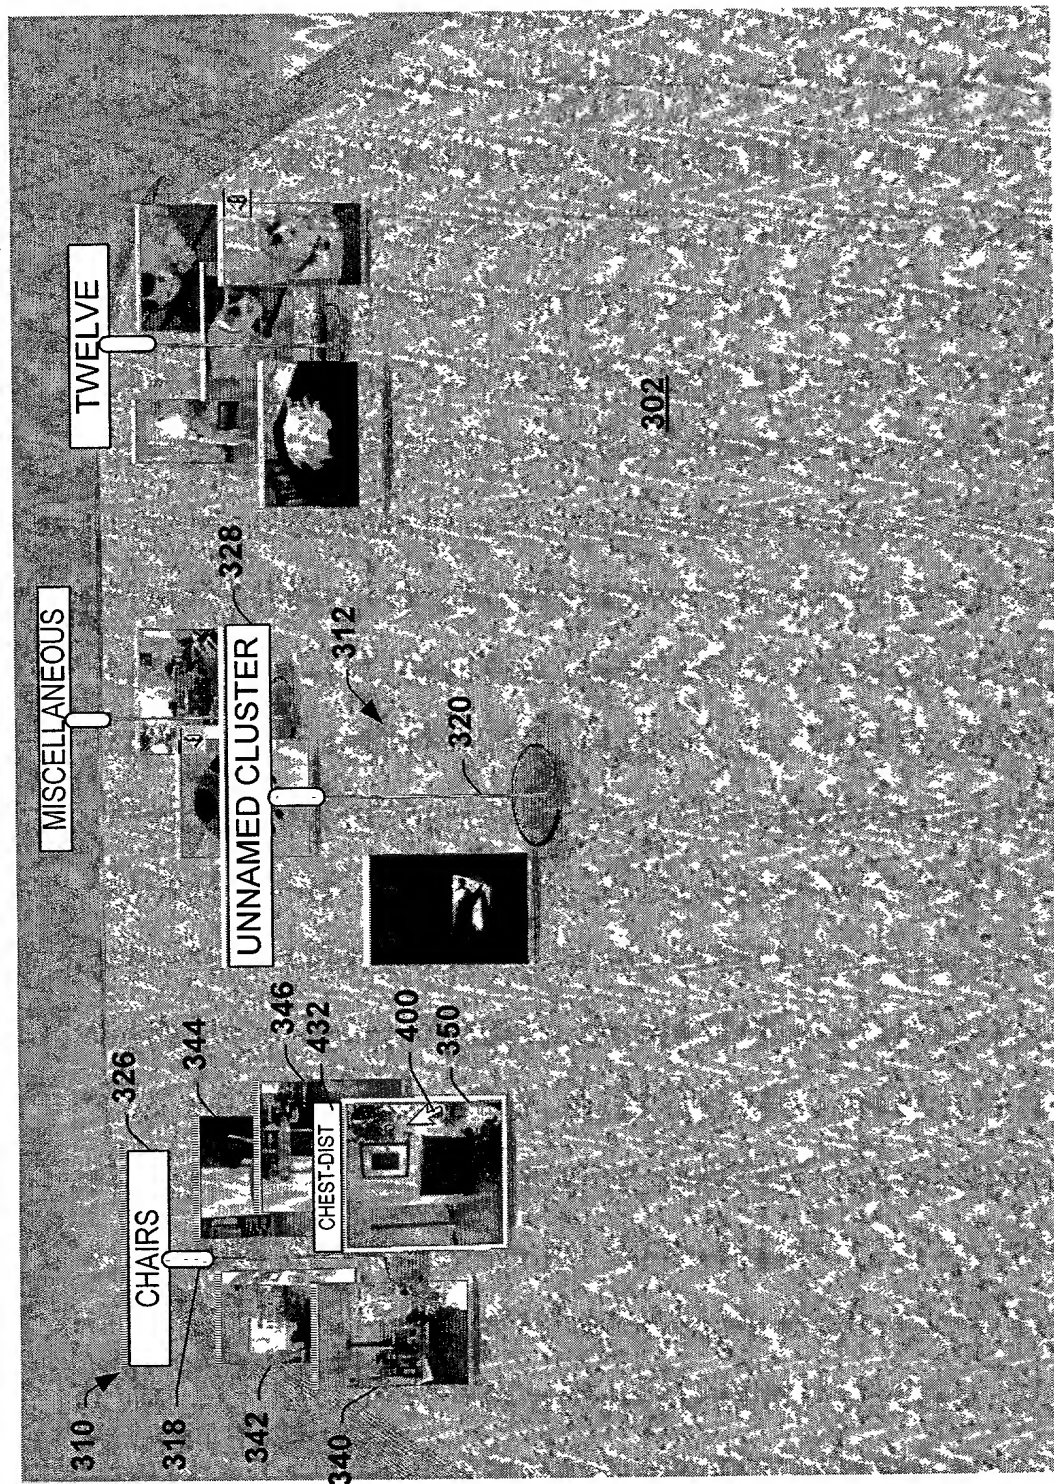 MISCELLANEOUS
TWELVE
310
326
CHAIRS
318
344
UNNAMED CLUSTER
328
342
346
432
CHEST-DIST
340
312
400
350
320
302